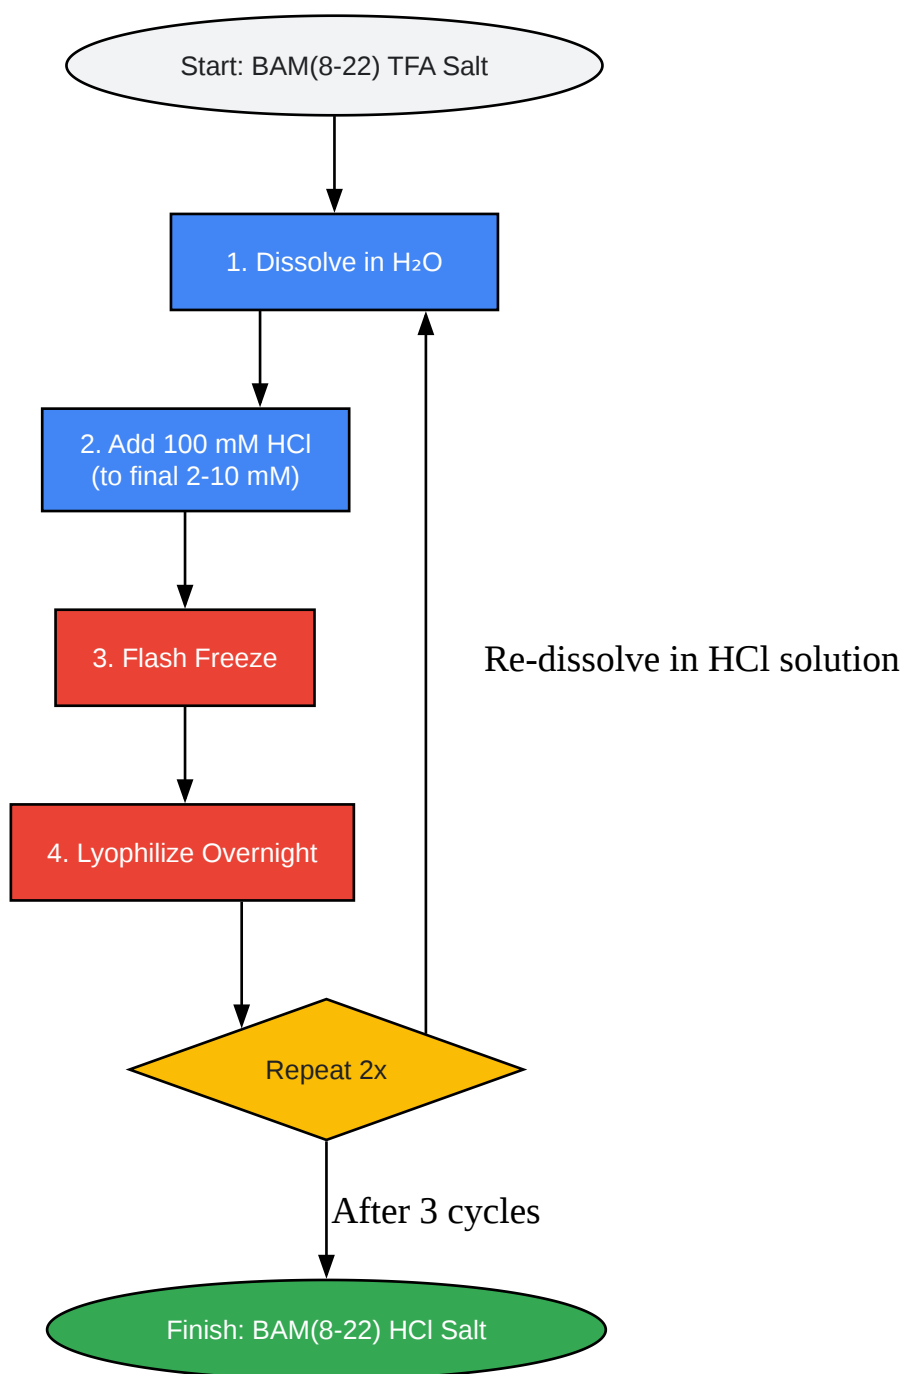 Start: BAM(8-22) TFA Salt
1. Dissolve in H₂O
2. Add 100 mM HCl
(to final 2-10 mM)
3. Flash Freeze
Re-dissolve in HCl solution
4. Lyophilize Overnight
Repeat 2x
After 3 cycles
Finish: BAM(8-22) HCl Salt